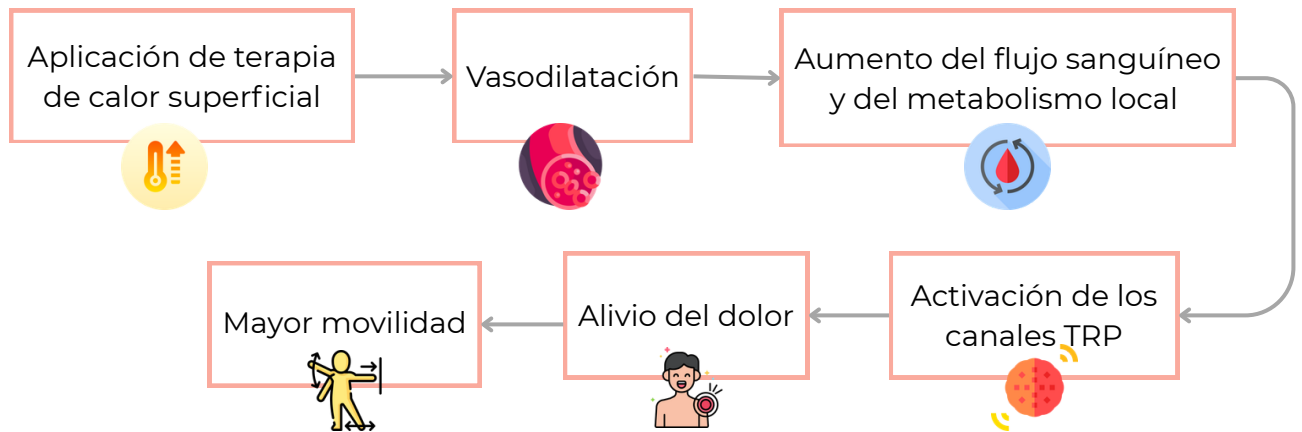 Aplicación de terapia
de calor superficial
Vasodilatación
Aumento del flujo sanguíneo
y del metabolismo local
Activación de los
canales TRP
Alivio del dolor
Mayor movilidad